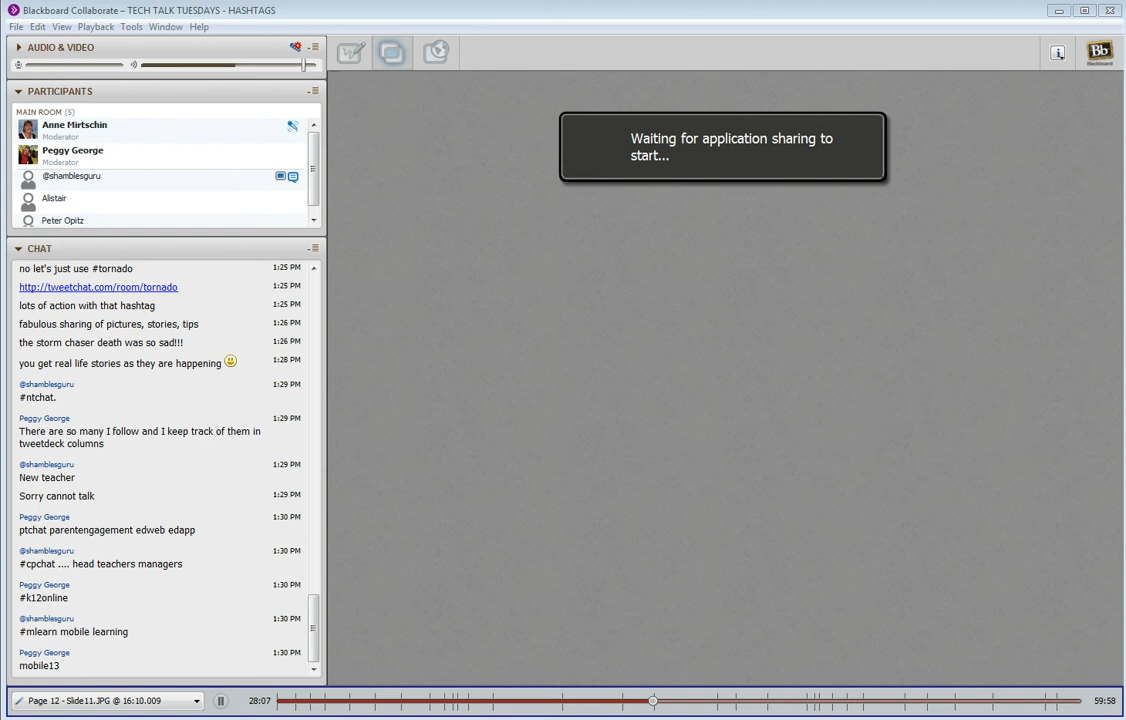 Blackboard Collaborate – TECH TALK TUESDAYS - HASHTAGS
File Edit View Playback Tools Window Help
AUDIO & VIDEO
PARTICIPANTS
MAIN ROOM (5)
Anne Mirtschin
Moderator
Peggy George
Moderator
@shamblesguru
Alistair
Peter Opitz
CHAT
no let's just use #tornado 1:25 PM
http://tweetchat.com/room/tornado 1:25 PM
lots of action with that hashtag 1:25 PM
fabulous sharing of pictures, stories, tips 1:26 PM
the storm chaser death was so sad!!! 1:26 PM
you get real life stories as they are happening 1:28 PM
@shamblesguru 1:29 PM
#ntchat.
Peggy George 1:29 PM
There are so many I follow and I keep track of them in
tweetdeck columns
@shamblesguru 1:29 PM
New teacher
Sorry cannot talk 1:29 PM
Peggy George 1:30 PM
ptchat parentengagement edweb edapp
@shamblesguru 1:30 PM
#cpchat .... head teachers managers
Peggy George 1:30 PM
#k12online
@shamblesguru 1:30 PM
#mlearn mobile learning
Peggy George 1:30 PM
mobile13
Waiting for application sharing to
start...
Bb
Blackboard
Page 12 - Slide11.JPG @ 16:10.009 28:07 59:58